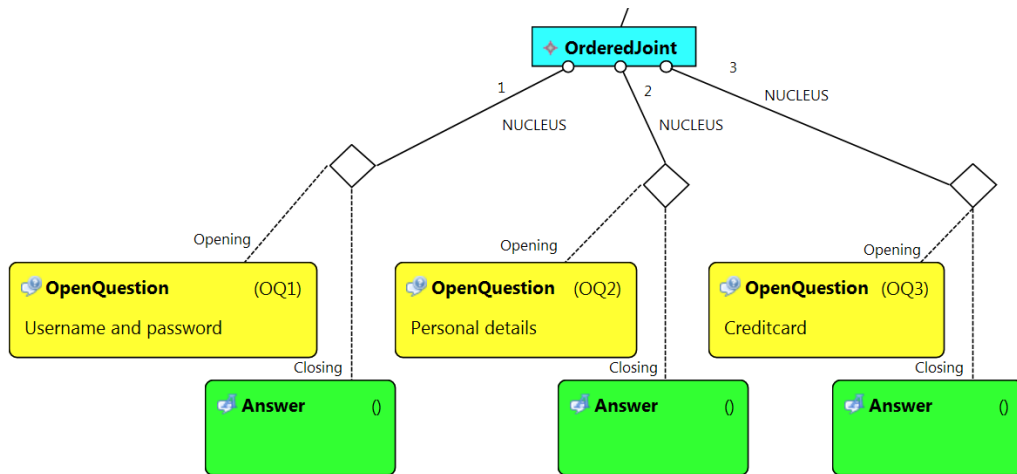 OrderedJoint
1
2
3
NUCLEUS
NUCLEUS
NUCLEUS
Opening
Opening
Opening
OpenQuestion (OQ1)
Username and password
OpenQuestion (OQ2)
Personal details
OpenQuestion (OQ3)
Creditcard
Closing
Closing
Closing
Answer ()
Answer ()
Answer ()